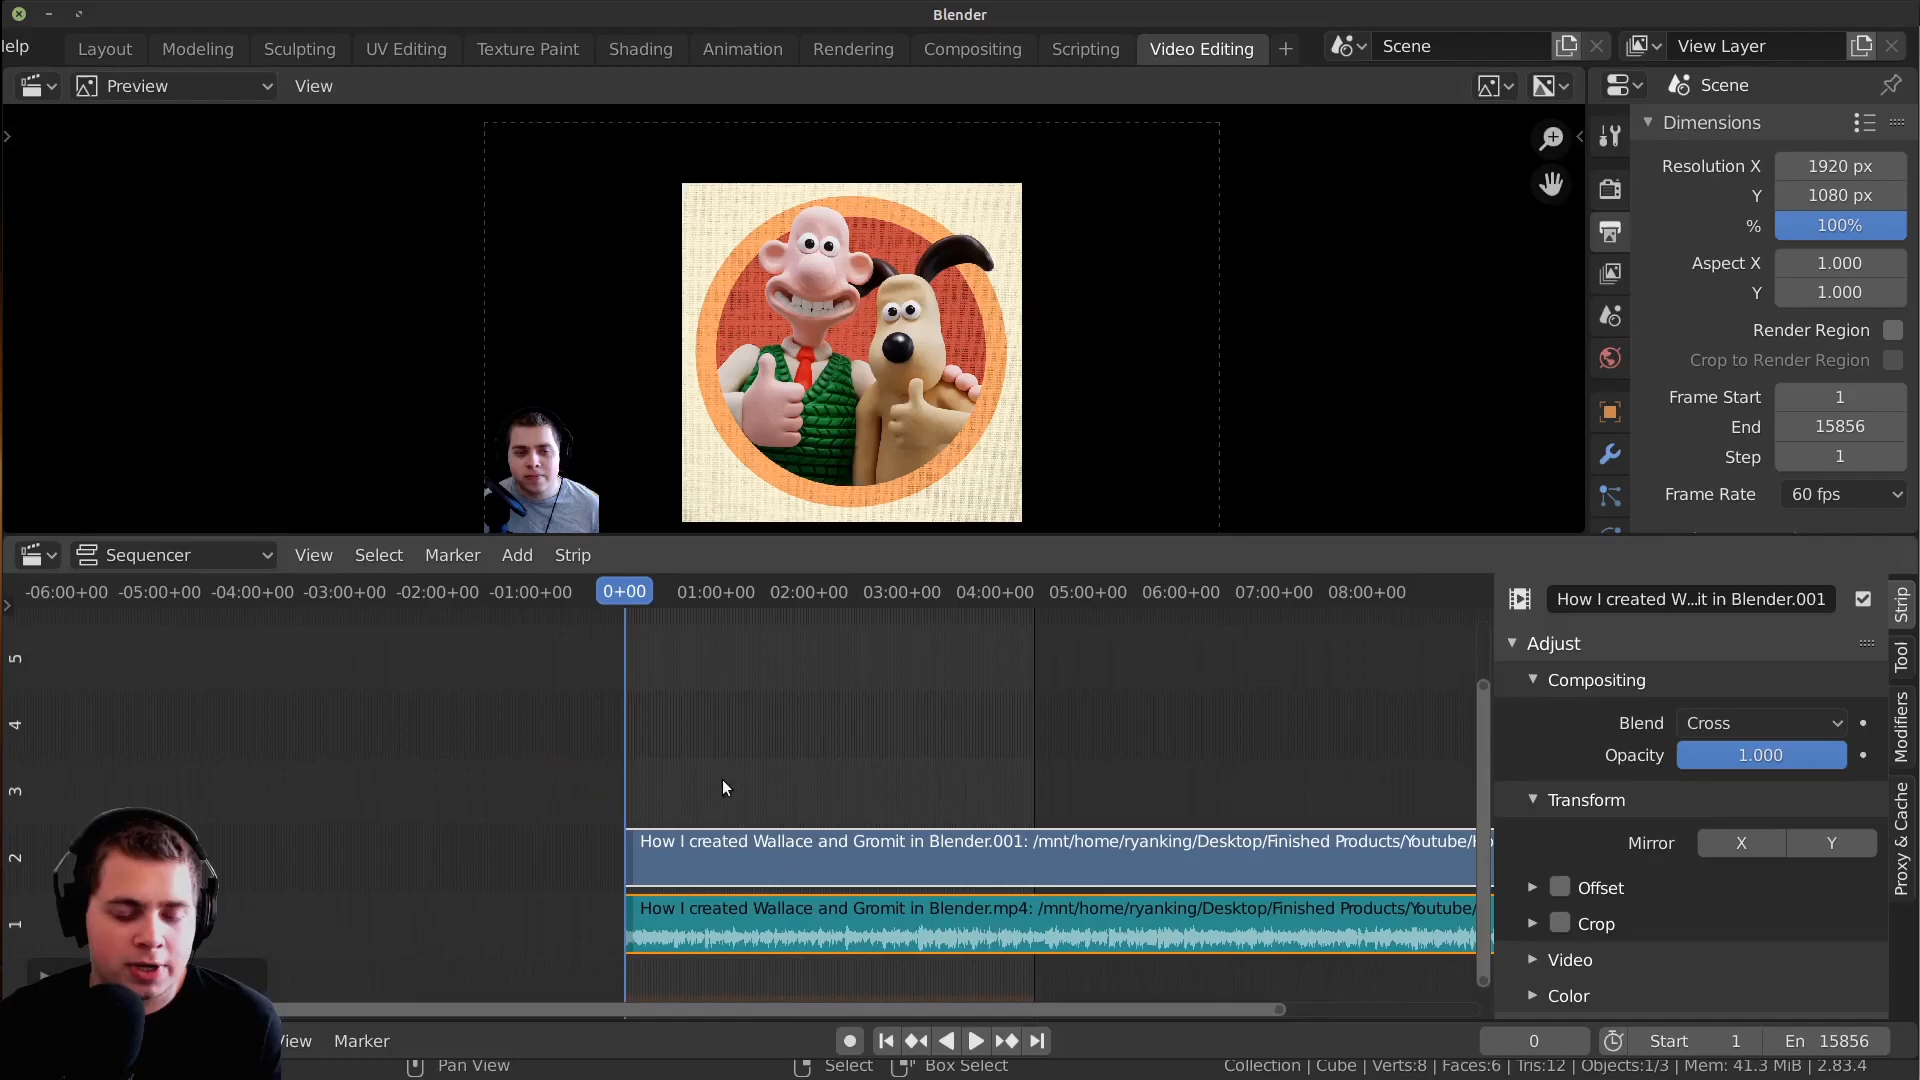 Blender
lelp Layout Modeling Sculpting UV Editing Texture Paint Shading Animation Rendering Compositing Scripting Video Editing + Scene View Layer
Preview View Scene
Dimensions
Resolution X 1920 px
Y 1080 px
% 100%
Aspect X 1.000
Y 1.000
Render Region
Crop to Render Region
Frame Start 1
End 15856
Step 1
Frame Rate 60 fps
Sequencer View Select Marker Add Strip
-06:00+00 -05:00+00 -04:00+00 -03:00+00 -02:00+00 -01:00+00 0+00 01:00+00 02:00+00 03:00+00 04:00+00 05:00+00 06:00+00 07:00+00 08:00+00
How I created W...it in Blender.001
Strip
Tool
Modifiers
Proxy & Cache
Adjust
Compositing
Blend Cross
Opacity 1.000
Transform
Mirror X Y
Offset
Crop
Video
Color
5
4
3
2
1
How I created Wallace and Gromit in Blender.001: /mnt/home/ryanking/Desktop/Finished Products/Youtube/
How I created Wallace and Gromit in Blender.mp4: /mnt/home/ryanking/Desktop/Finished Products/Youtube/
View Marker 0 Start 1 En 15856
Pan View Select Box Select Collection | Cube | Verts:8 | Faces:6 | Tris:12 | Objects:1/3 | Mem: 41.3 MiB | 2.83.4